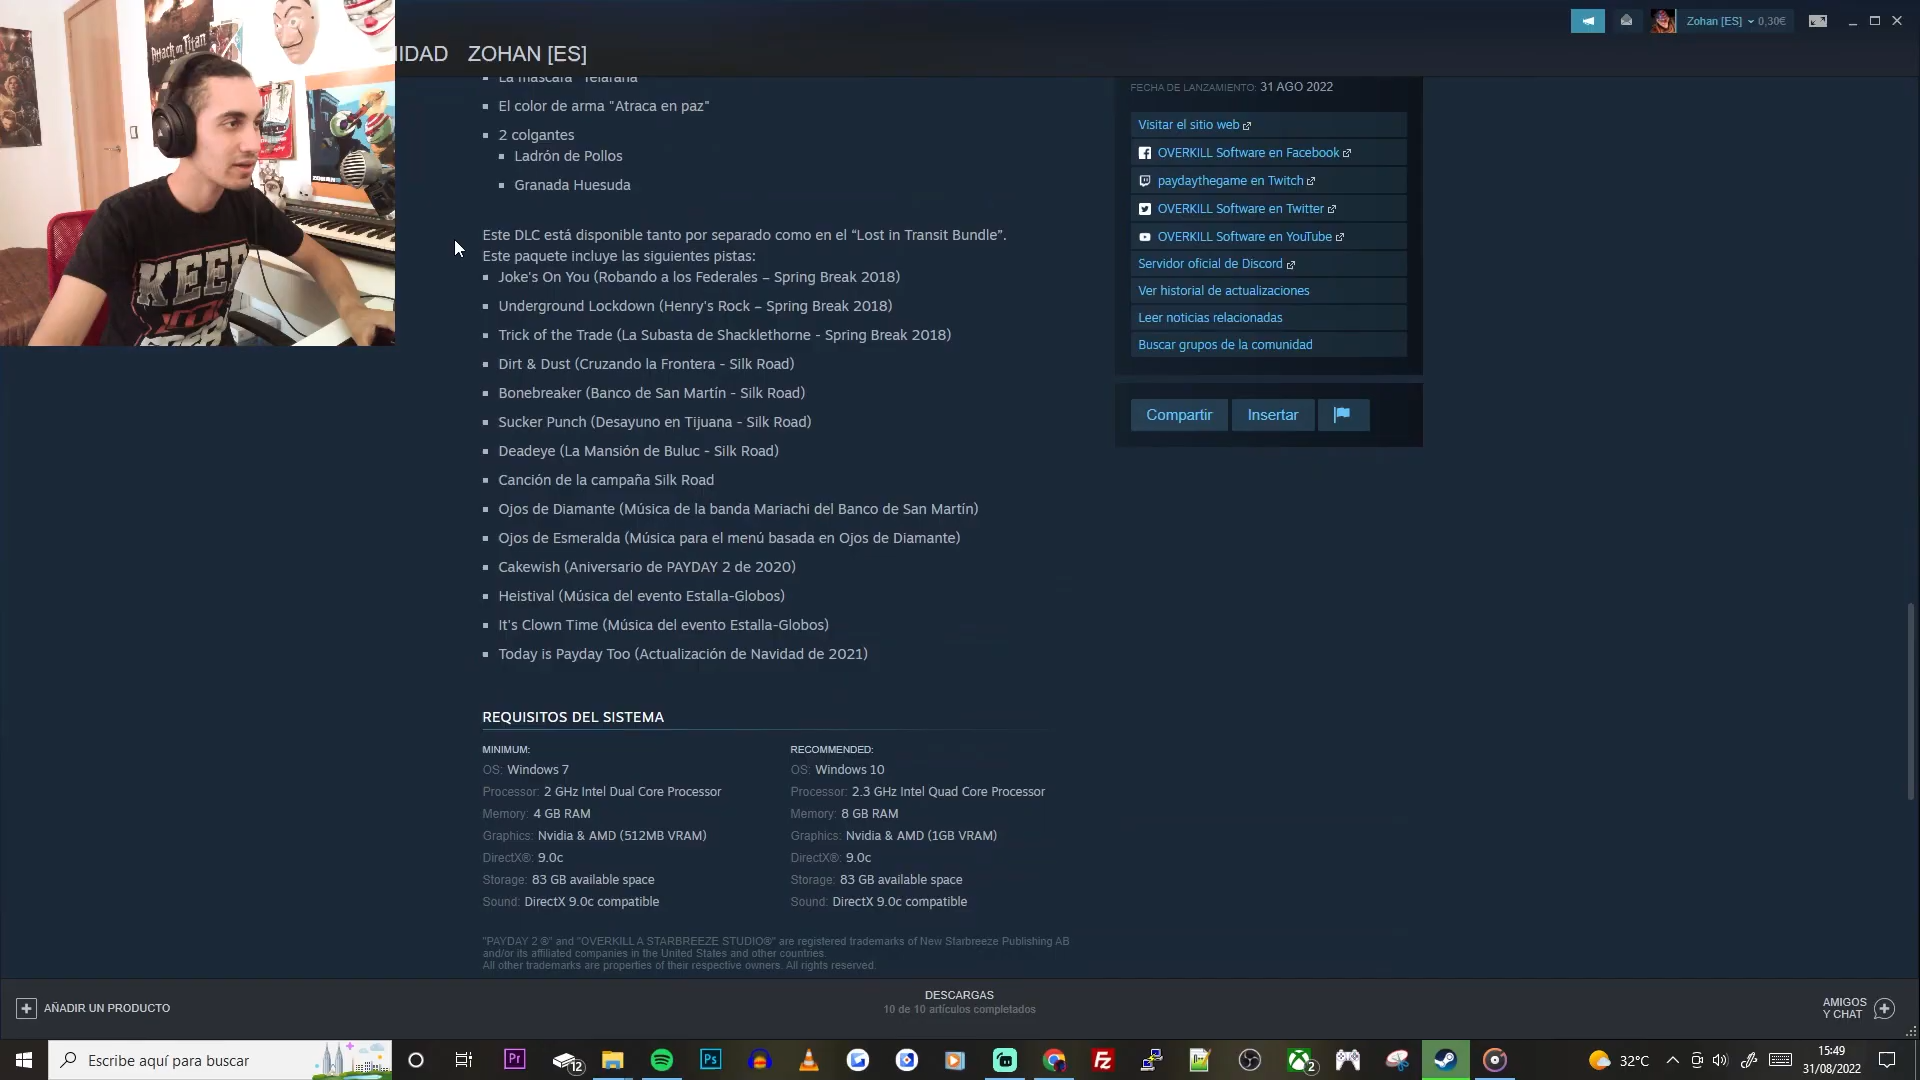 Zohan [ES]
0,30€
IDAD
ZOHAN [ES]
Attack on Titan
KEEP
La máscara "Telaraña"
El color de arma "Atraca en paz"
2 colgantes
Ladrón de Pollos
Granada Huesuda
Este DLC está disponible tanto por separado como en el “Lost in Transit Bundle”.
Este paquete incluye las siguientes pistas:
Joke's On You (Robando a los Federales – Spring Break 2018)
Underground Lockdown (Henry's Rock – Spring Break 2018)
Trick of the Trade (La Subasta de Shacklethorne - Spring Break 2018)
Dirt & Dust (Cruzando la Frontera - Silk Road)
Bonebreaker (Banco de San Martín - Silk Road)
Sucker Punch (Desayuno en Tijuana - Silk Road)
Deadeye (La Mansión de Buluc - Silk Road)
Canción de la campaña Silk Road
Ojos de Diamante (Música de la banda Mariachi del Banco de San Martín)
Ojos de Esmeralda (Música para el menú basada en Ojos de Diamante)
Cakewish (Aniversario de PAYDAY 2 de 2020)
Heistival (Música del evento Estalla-Globos)
It's Clown Time (Música del evento Estalla-Globos)
Today is Payday Too (Actualización de Navidad de 2021)
FECHA DE LANZAMIENTO: 31 AGO 2022
Visitar el sitio web
OVERKILL Software en Facebook
paydaythegame en Twitch
OVERKILL Software en Twitter
OVERKILL Software en YouTube
Servidor oficial de Discord
Ver historial de actualizaciones
Leer noticias relacionadas
Buscar grupos de la comunidad
Compartir
Insertar
REQUISITOS DEL SISTEMA
MINIMUM:
OS: Windows 7
Processor: 2 GHz Intel Dual Core Processor
Memory: 4 GB RAM
Graphics: Nvidia & AMD (512MB VRAM)
DirectX®: 9.0c
Storage: 83 GB available space
Sound: DirectX 9.0c compatible
RECOMMENDED:
OS: Windows 10
Processor: 2.3 GHz Intel Quad Core Processor
Memory: 8 GB RAM
Graphics: Nvidia & AMD (1GB VRAM)
DirectX®: 9.0c
Storage: 83 GB available space
Sound: DirectX 9.0c compatible
"PAYDAY 2 ®" and "OVERKILL A STARBREEZE STUDIO®" are registered trademarks of New Starbreeze Publishing AB
and/or its affiliated companies in the United States and other countries.
All other trademarks are properties of their respective owners. All rights reserved.
AÑADIR UN PRODUCTO
DESCARGAS
10 de 10 artículos completados
AMIGOS
Y CHAT
Escribe aquí para buscar
Pr
12
Ps
Fz
2
32°C
15:49
31/08/2022